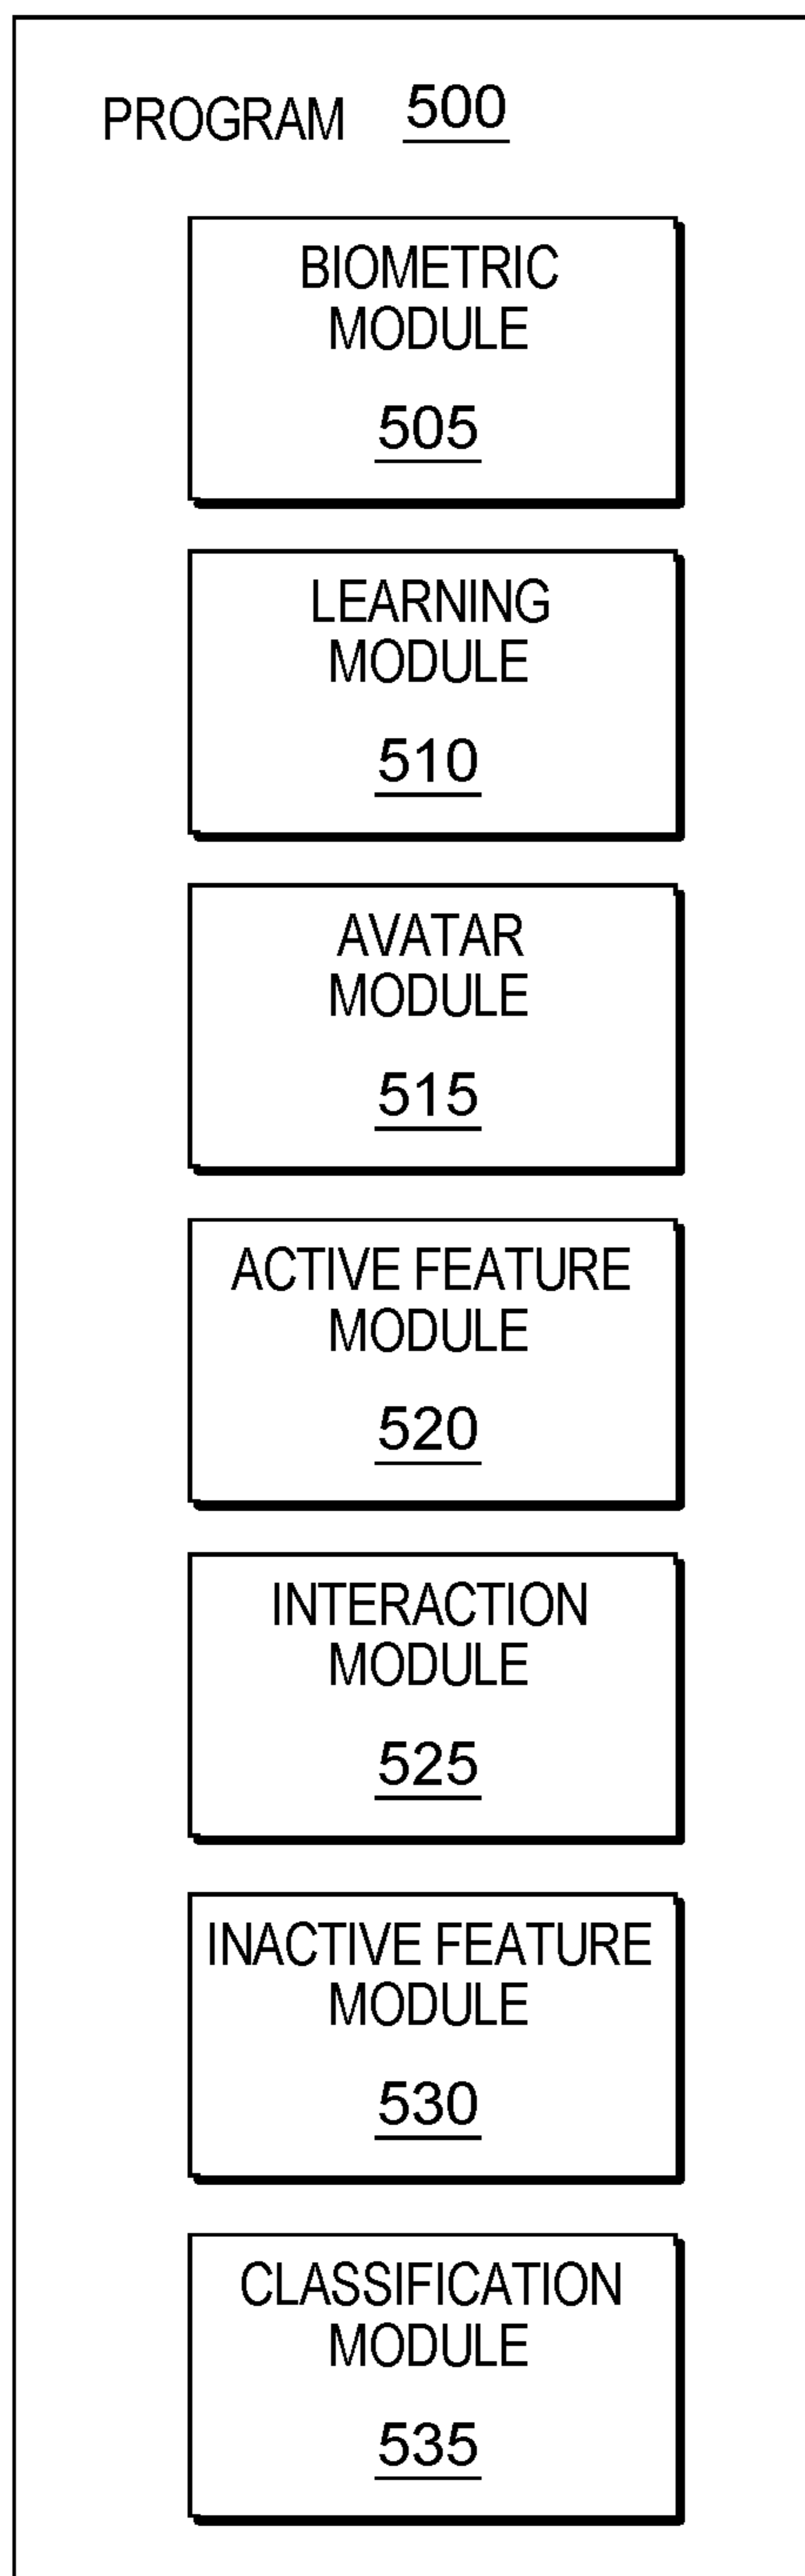 PROGRAM 500
BIOMETRIC
MODULE
505
LEARNING
MODULE
510
AVATAR
MODULE
515
ACTIVE FEATURE
MODULE
520
INTERACTION
MODULE
525
INACTIVE FEATURE
MODULE
530
CLASSIFICATION
MODULE
535